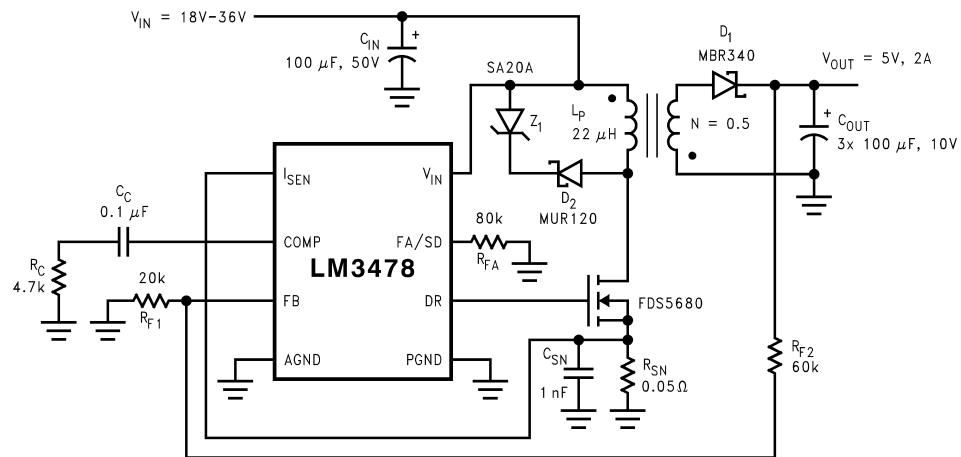 V_IN = 18V-36V
C_IN
100 µF, 50V
+
SA20A
Z_1
D_2
MUR120
L_P
22 µH
N = 0.5
D_1
MBR340
V_OUT = 5V, 2A
+
C_OUT
3x 100 µF, 10V
LM3478
I_SEN
COMP
FB
AGND
V_IN
FA/SD
DR
PGND
C_C
0.1 µF
R_C
4.7k
20k
R_F1
80k
R_FA
FDS5680
C_SN
1 nF
R_SN
0.05Ω
R_F2
60k